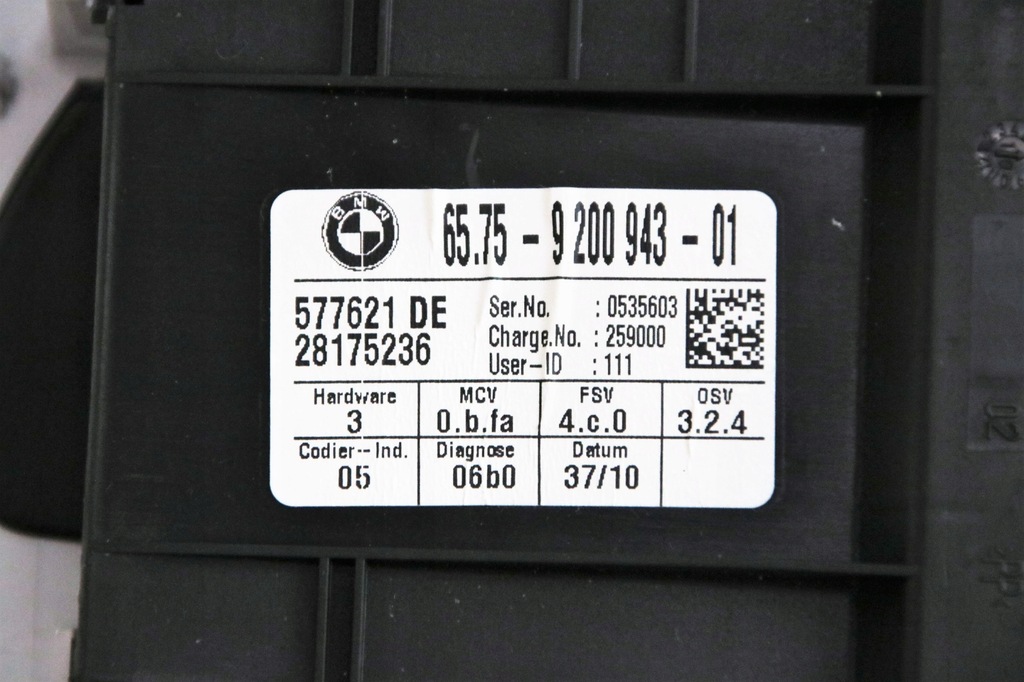 BMW
65.75 - 9 200 943 - 01
577621 DE
28175236
Ser.No. : 0535603
Charge.No. : 259000
User-ID : 111
Hardware MCV FSV OSV
3 0.b.fa 4.c.0 3.2.4
Codier--Ind. Diagnose Datum
05 06b0 37/10
02